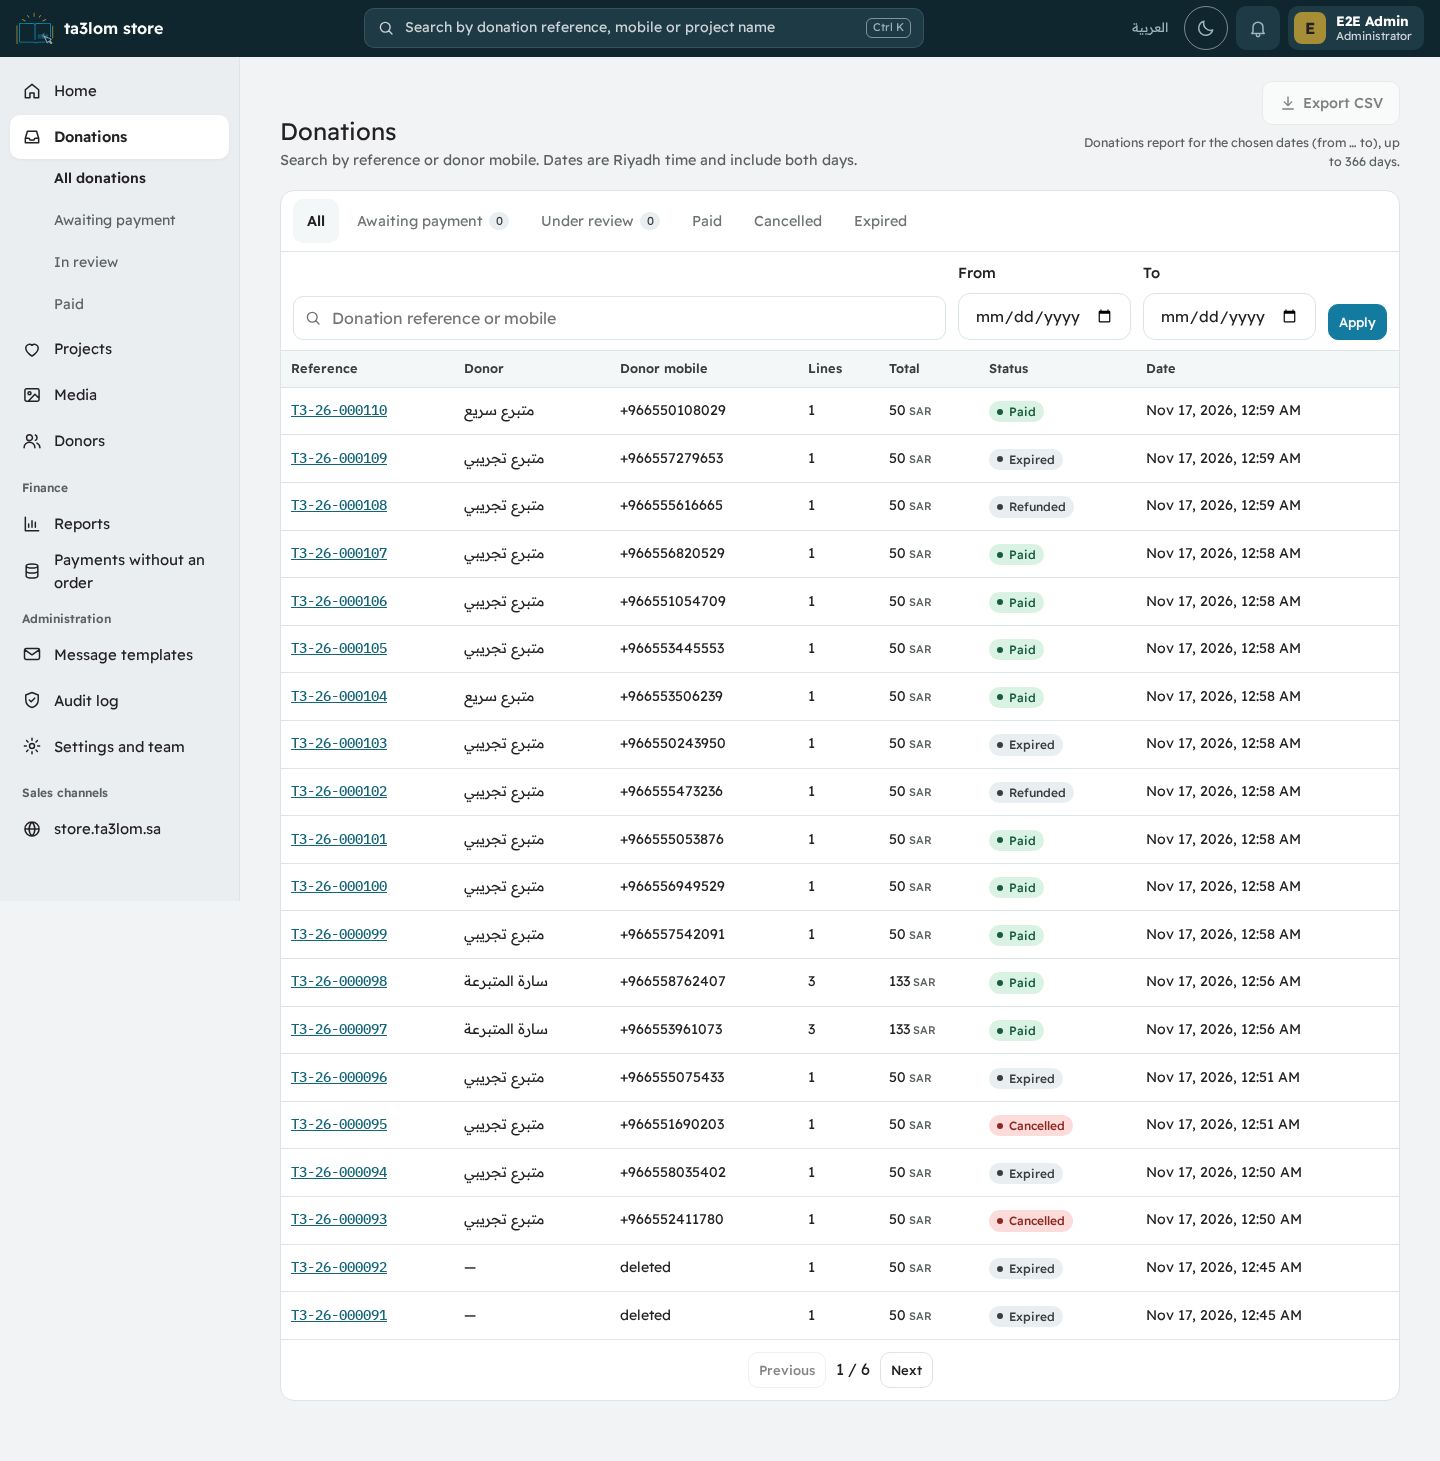 ta3lom store
Search by donation reference, mobile or project name
Ctrl K
العربية
E
E2E Admin
Administrator
Home
Donations
All donations
Awaiting payment
In review
Paid
Projects
Media
Donors
Finance
Reports
Payments without an
order
Administration
Message templates
Audit log
Settings and team
Sales channels
store.ta3lom.sa
Export CSV
Donations
Search by reference or donor mobile. Dates are Riyadh time and include both days.
Donations report for the chosen dates (from … to), up
to 366 days.
All Awaiting payment 0 Under review 0 Paid Cancelled Expired
From To
Donation reference or mobile mm/dd/yyyy mm/dd/yyyy Apply
Reference Donor Donor mobile Lines Total Status Date
T3-26-000110 متبرع سريع +966550108029 1 50 SAR Paid Nov 17, 2026, 12:59 AM
T3-26-000109 متبرع تجريبي +966557279653 1 50 SAR Expired Nov 17, 2026, 12:59 AM
T3-26-000108 متبرع تجريبي +966555616665 1 50 SAR Refunded Nov 17, 2026, 12:59 AM
T3-26-000107 متبرع تجريبي +966556820529 1 50 SAR Paid Nov 17, 2026, 12:58 AM
T3-26-000106 متبرع تجريبي +966551054709 1 50 SAR Paid Nov 17, 2026, 12:58 AM
T3-26-000105 متبرع تجريبي +966553445553 1 50 SAR Paid Nov 17, 2026, 12:58 AM
T3-26-000104 متبرع سريع +966553506239 1 50 SAR Paid Nov 17, 2026, 12:58 AM
T3-26-000103 متبرع تجريبي +966550243950 1 50 SAR Expired Nov 17, 2026, 12:58 AM
T3-26-000102 متبرع تجريبي +966555473236 1 50 SAR Refunded Nov 17, 2026, 12:58 AM
T3-26-000101 متبرع تجريبي +966555053876 1 50 SAR Paid Nov 17, 2026, 12:58 AM
T3-26-000100 متبرع تجريبي +966556949529 1 50 SAR Paid Nov 17, 2026, 12:58 AM
T3-26-000099 متبرع تجريبي +966557542091 1 50 SAR Paid Nov 17, 2026, 12:58 AM
T3-26-000098 سارة المتبرعة +966558762407 3 133 SAR Paid Nov 17, 2026, 12:56 AM
T3-26-000097 سارة المتبرعة +966553961073 3 133 SAR Paid Nov 17, 2026, 12:56 AM
T3-26-000096 متبرع تجريبي +966555075433 1 50 SAR Expired Nov 17, 2026, 12:51 AM
T3-26-000095 متبرع تجريبي +966551690203 1 50 SAR Cancelled Nov 17, 2026, 12:51 AM
T3-26-000094 متبرع تجريبي +966558035402 1 50 SAR Expired Nov 17, 2026, 12:50 AM
T3-26-000093 متبرع تجريبي +966552411780 1 50 SAR Cancelled Nov 17, 2026, 12:50 AM
T3-26-000092 — deleted 1 50 SAR Expired Nov 17, 2026, 12:45 AM
T3-26-000091 — deleted 1 50 SAR Expired Nov 17, 2026, 12:45 AM
Previous 1 / 6 Next